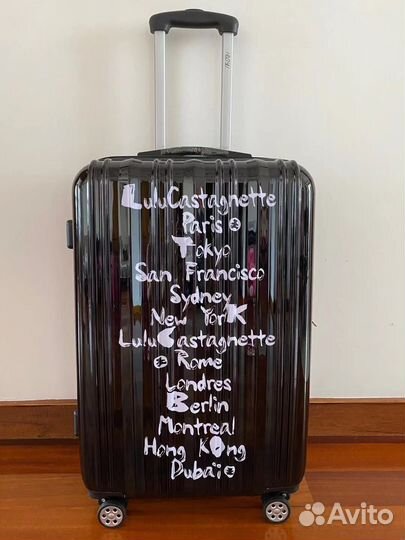 LuluCastagnette
Paris
Tokyo
San Francisco
Sydney
New York
LuluCastagnette
Rome
Londres
Berlin
Montreal
Hong Kong
Dubaï
Avito